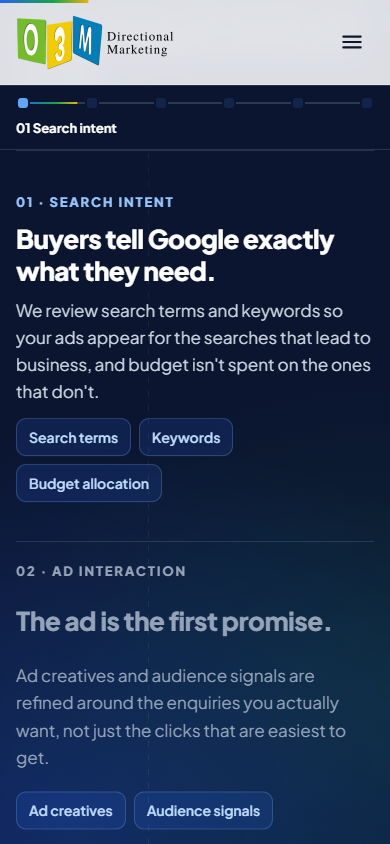 O3M Directional
Marketing
01 Search intent
01 · SEARCH INTENT
Buyers tell Google exactly
what they need.
We review search terms and keywords so
your ads appear for the searches that lead to
business, and budget isn't spent on the ones
that don't.
Search terms
Keywords
Budget allocation
02 · AD INTERACTION
The ad is the first promise.
Ad creatives and audience signals are
refined around the enquiries you actually
want, not just the clicks that are easiest to
get.
Ad creatives
Audience signals